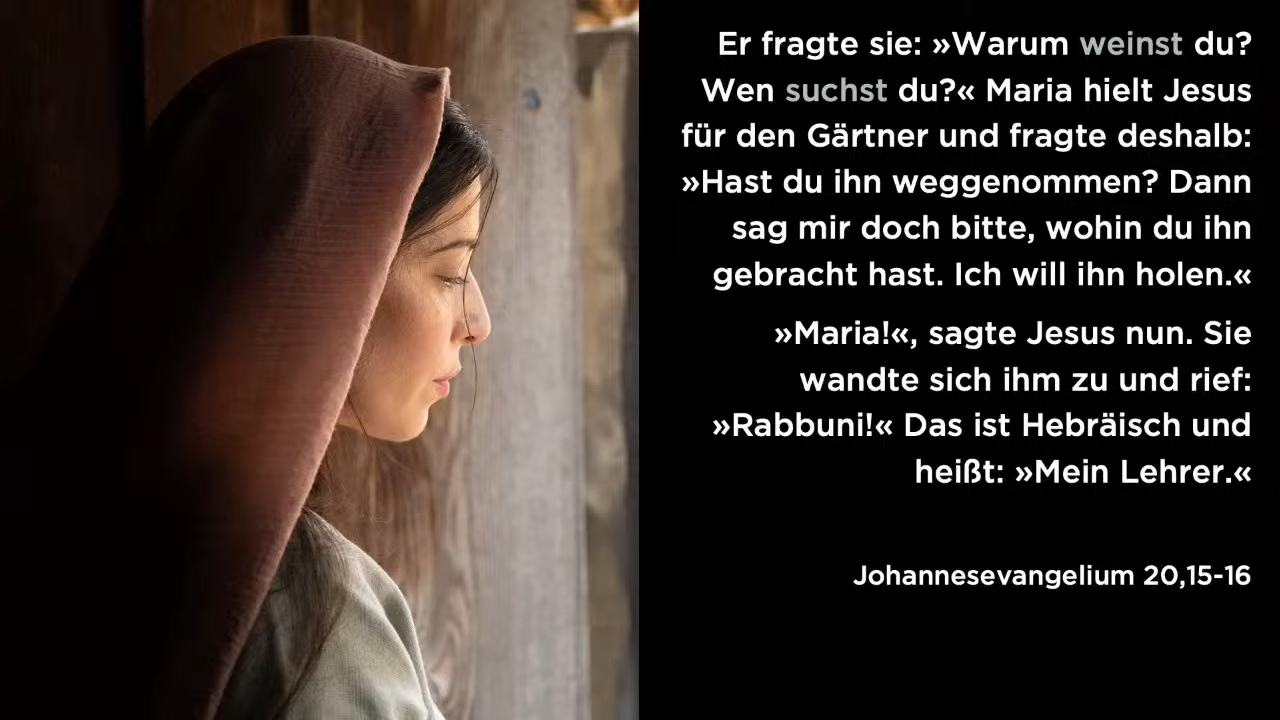 Er fragte sie: »Warum weinst du?
Wen suchst du?« Maria hielt Jesus
für den Gärtner und fragte deshalb:
»Hast du ihn weggenommen? Dann
sag mir doch bitte, wohin du ihn
gebracht hast. Ich will ihn holen.«
»Maria!«, sagte Jesus nun. Sie
wandte sich ihm zu und rief:
»Rabbuni!« Das ist Hebräisch und
heißt: »Mein Lehrer.«
Johannesevangelium 20,15-16